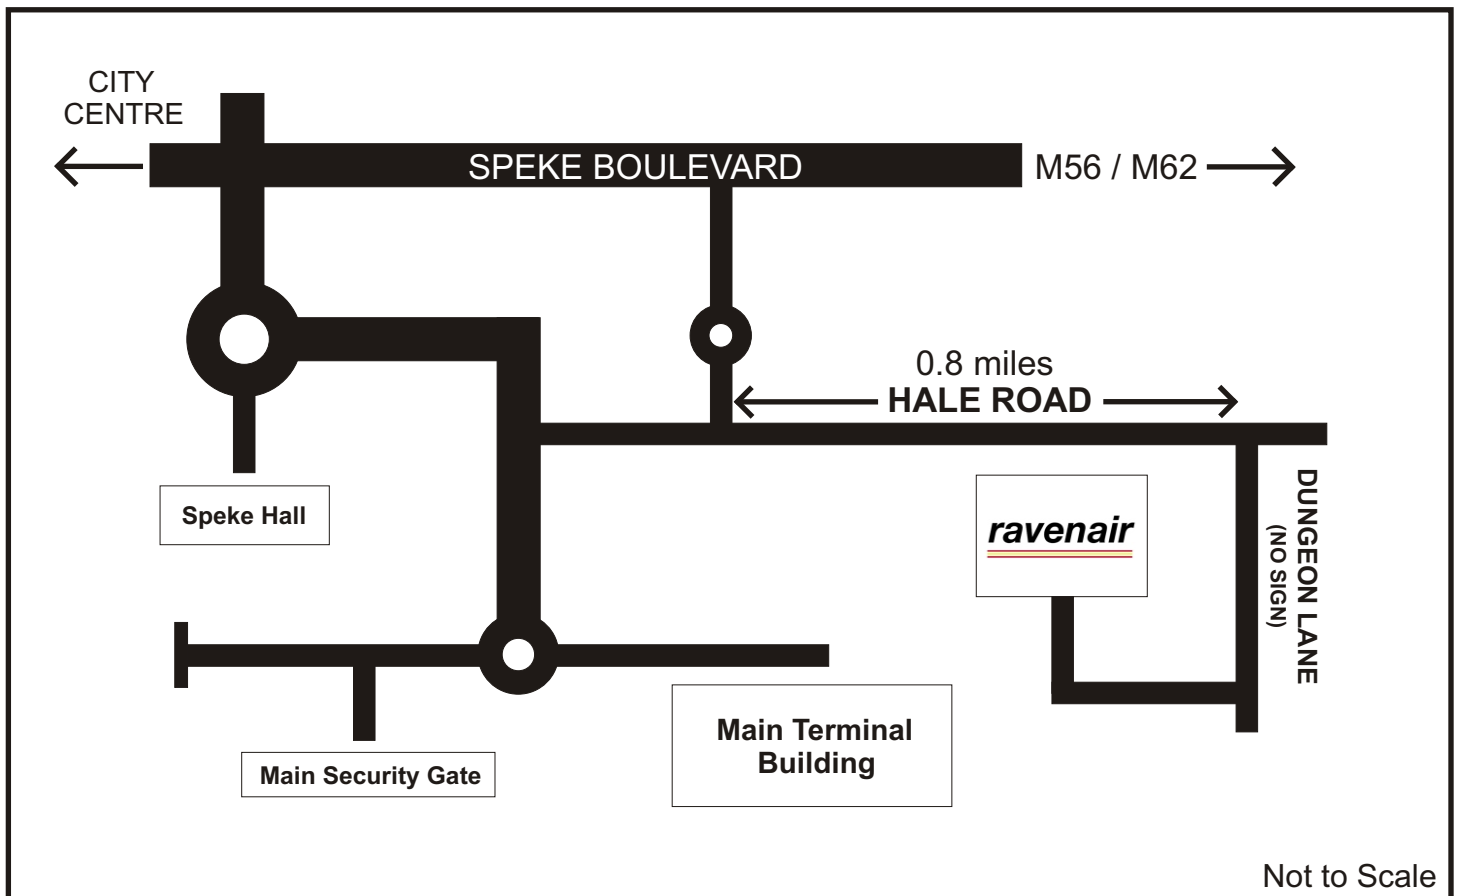 CITY
CENTRE
SPEKE BOULEVARD
M56 / M62
0.8 miles
HALE ROAD
DUNGEON LANE
(NO SIGN)
Speke Hall
ravenair
Main Terminal
Building
Main Security Gate
Not to Scale